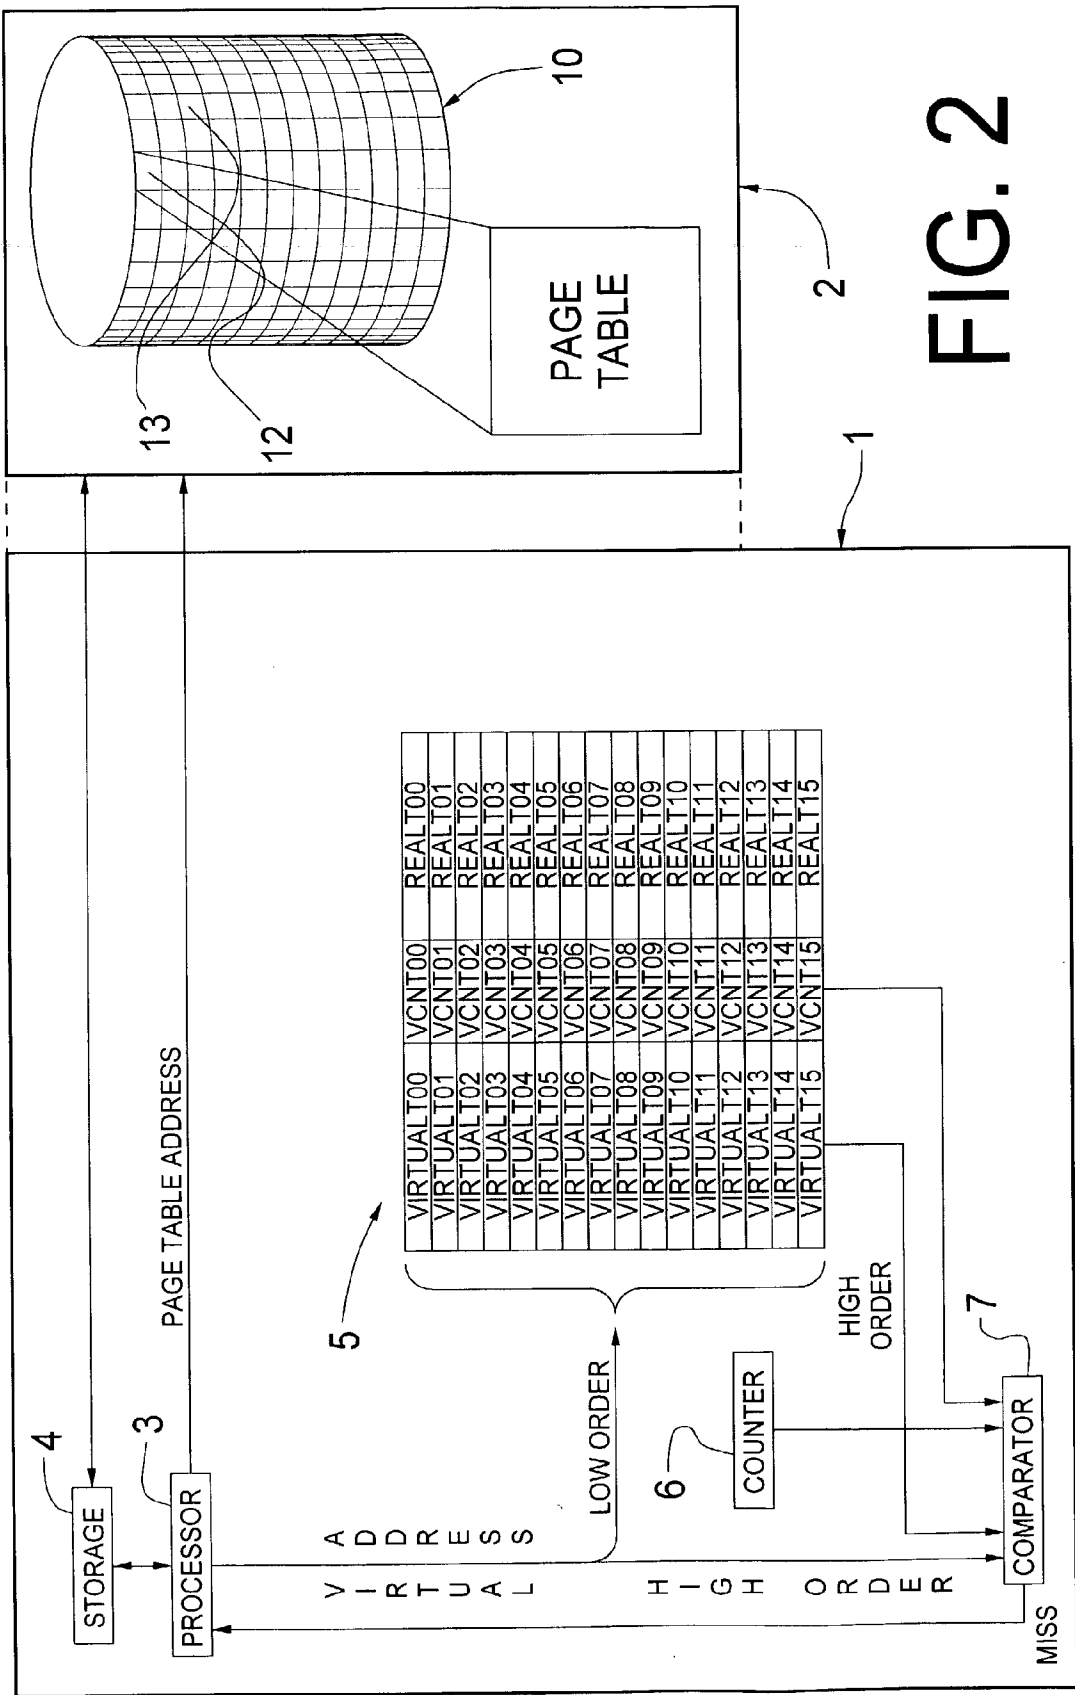 4
STORAGE
3
PROCESSOR
PAGE TABLE ADDRESS
VIRTUAL ADDRESS
HIGH ORDER
LOW ORDER
5
VIRTUALT00 VCNT00 REALT00
VIRTUALT01 VCNT01 REALT01
VIRTUALT02 VCNT02 REALT02
VIRTUALT03 VCNT03 REALT03
VIRTUALT04 VCNT04 REALT04
VIRTUALT05 VCNT05 REALT05
VIRTUALT06 VCNT06 REALT06
VIRTUALT07 VCNT07 REALT07
VIRTUALT08 VCNT08 REALT08
VIRTUALT09 VCNT09 REALT09
VIRTUALT10 VCNT10 REALT10
VIRTUALT11 VCNT11 REALT11
VIRTUALT12 VCNT12 REALT12
VIRTUALT13 VCNT13 REALT13
VIRTUALT14 VCNT14 REALT14
VIRTUALT15 VCNT15 REALT15
HIGH
ORDER
6
COUNTER
7
COMPARATOR
MISS
1
13
12
10
PAGE
TABLE
2
FIG. 2